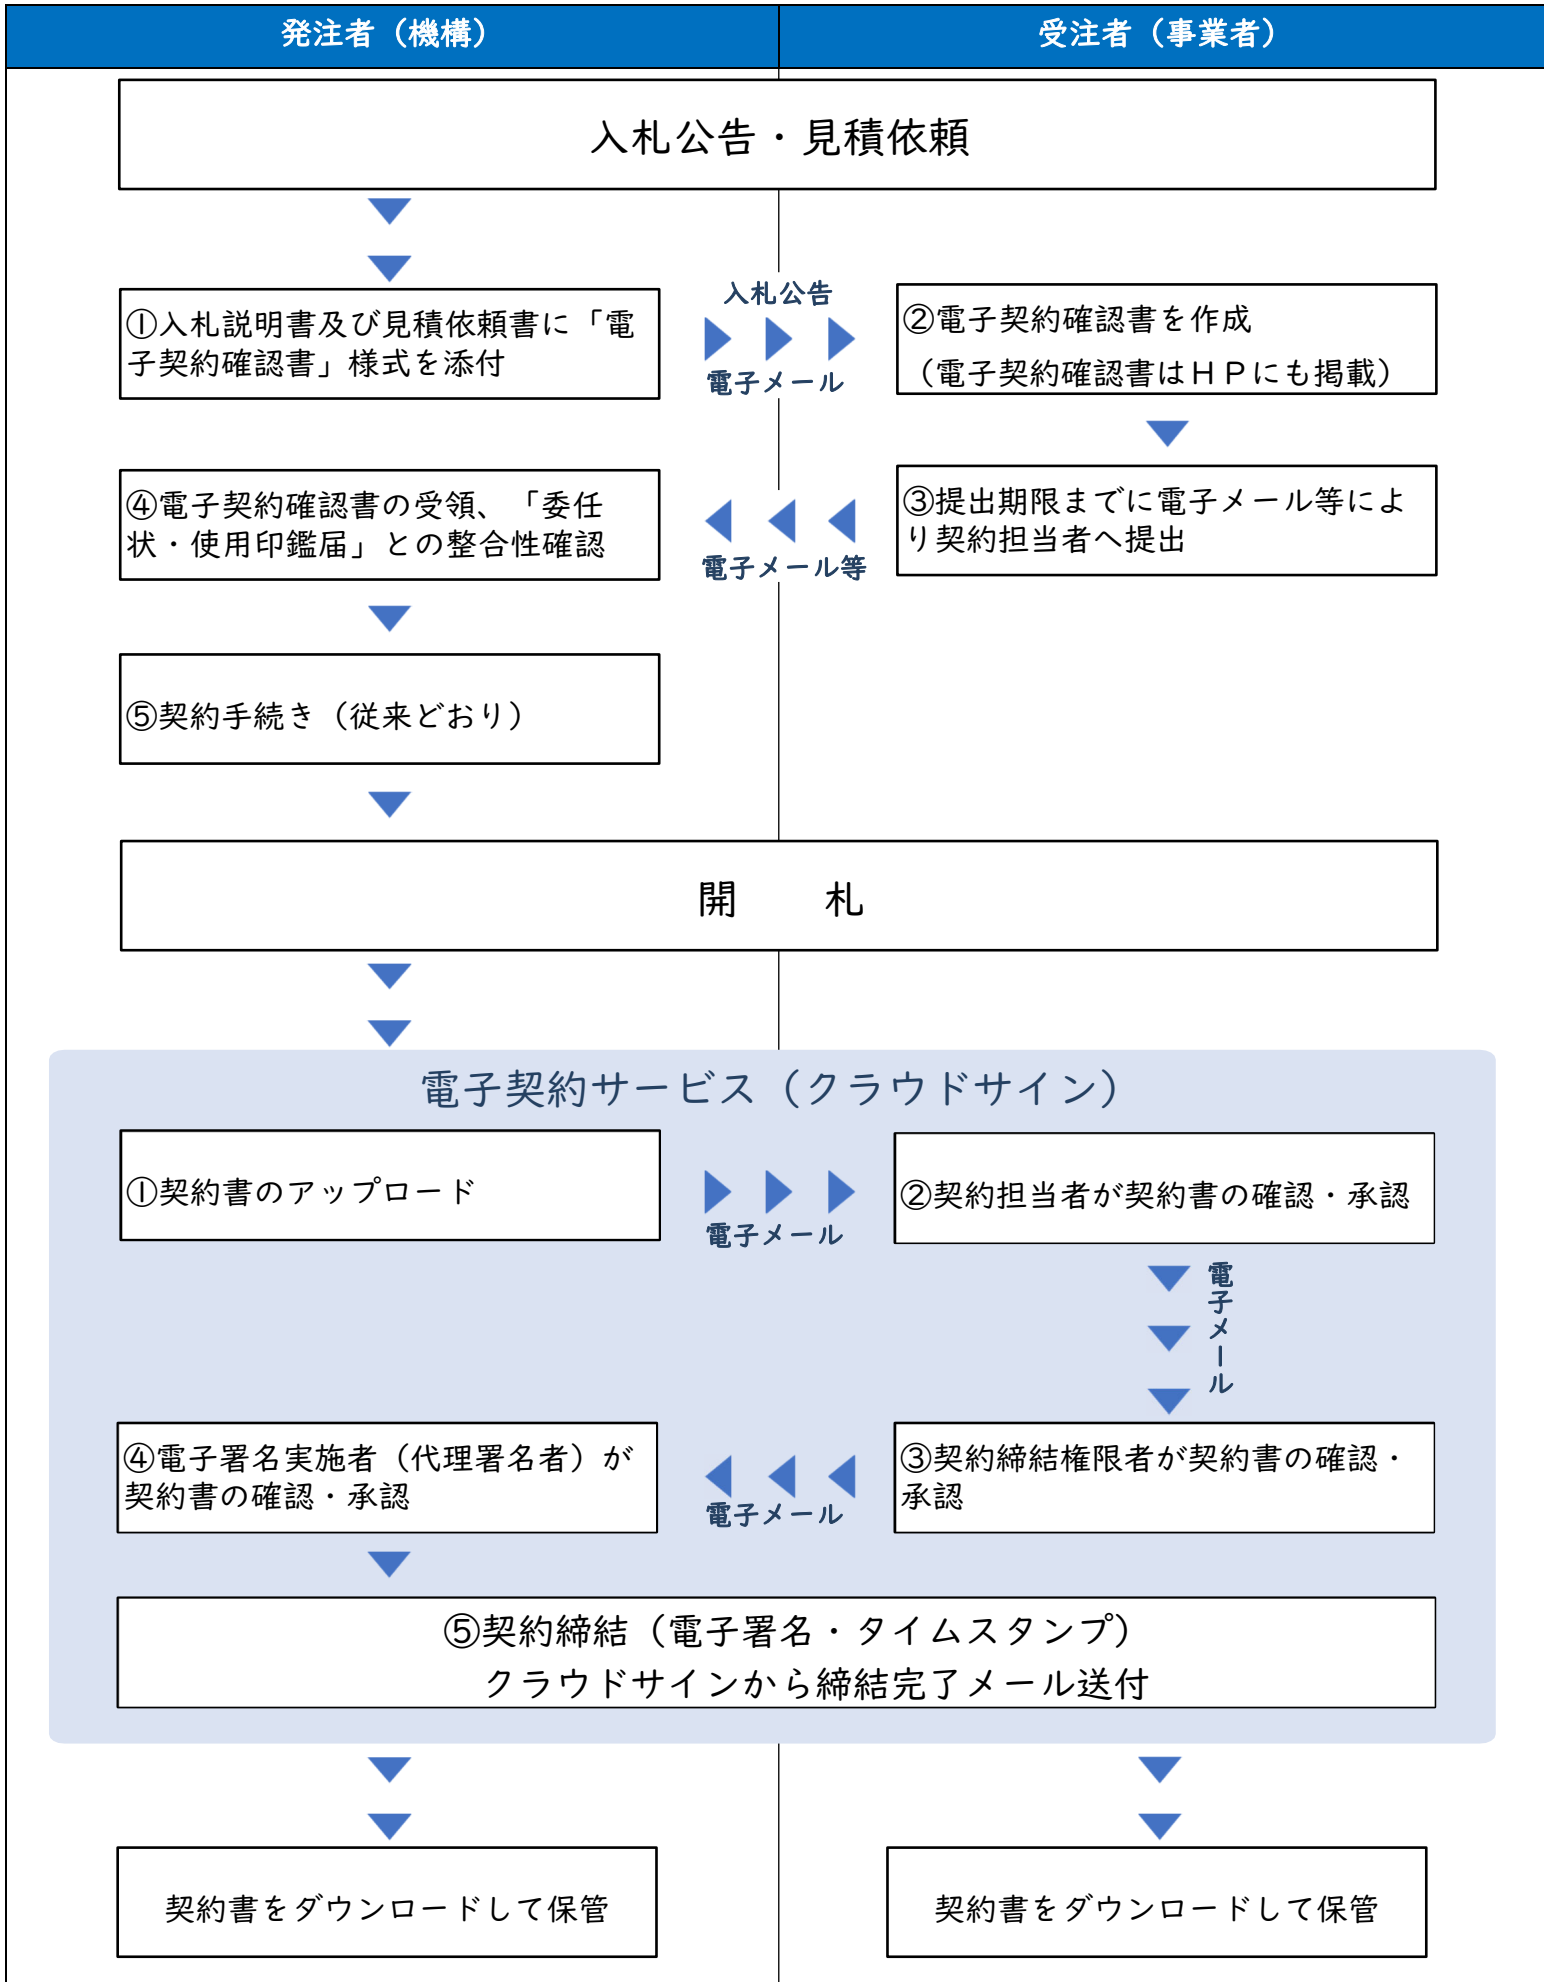 発注者（機構）
受注者（事業者）
入札公告・見積依頼
①入札説明書及び見積依頼書に「電
子契約確認書」様式を添付
入札公告
電子メール
②電子契約確認書を作成
（電子契約確認書はＨＰにも掲載）
③提出期限までに電子メール等によ
り契約担当者へ提出
電子メール等
④電子契約確認書の受領、「委任
状・使用印鑑届」との整合性確認
⑤契約手続き（従来どおり）
開　　札
電子契約サービス（クラウドサイン）
①契約書のアップロード
電子メール
②契約担当者が契約書の確認・承認
電子メール
③契約締結権限者が契約書の確認・
承認
電子メール
④電子署名実施者（代理署名者）が
契約書の確認・承認
⑤契約締結（電子署名・タイムスタンプ）
クラウドサインから締結完了メール送付
契約書をダウンロードして保管
契約書をダウンロードして保管